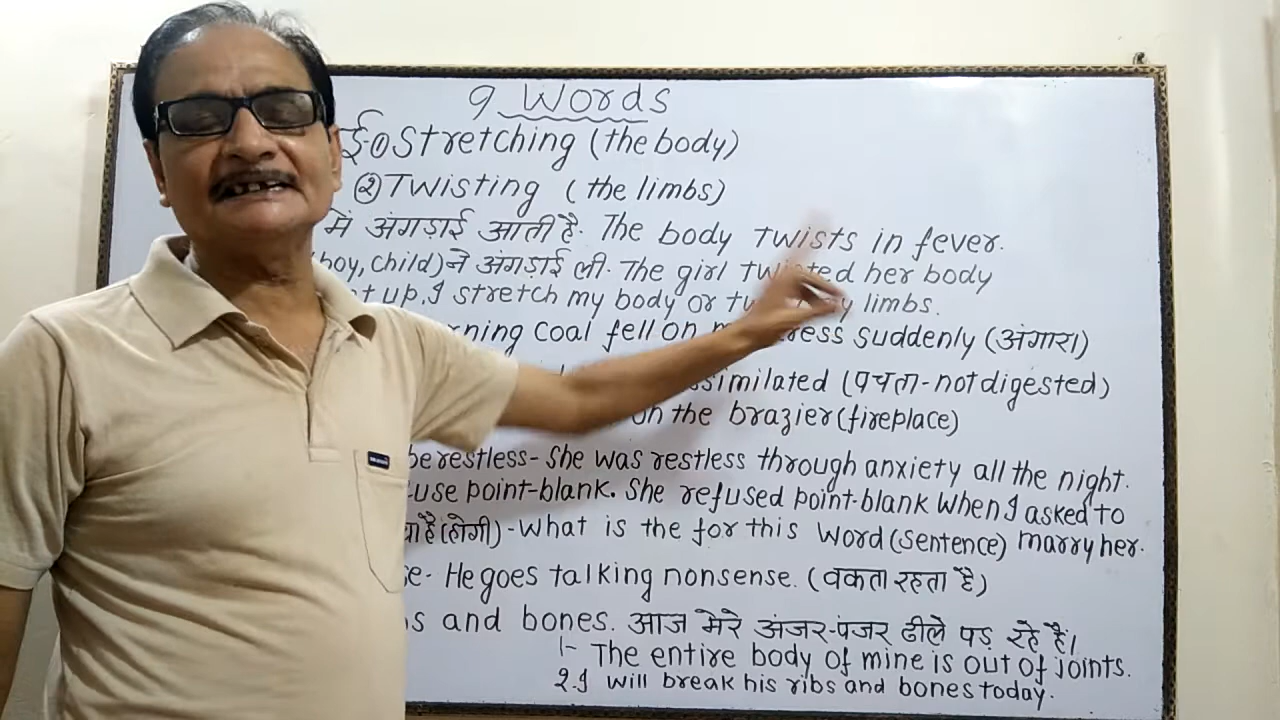 9 Words
ई-① Stretching (the body)
② Twisting (the limbs)
में अंगड़ाई आती है. The body twists in fever.
(boy, child) ने अंगड़ाई ली. The girl twisted her body
t up, I stretch my body or tw y limbs.
rning coal fell on m ress suddenly (अंगारा)
similated (पचता-not digested)
on the brazier (fireplace)
be restless- She was restless through anxiety all the night.
use point-blank. She refused point-blank when I asked to
या है (होगी) - What is the for this word (sentence) marry her.
e- He goes talking nonsense. (वकता रहता है)
s and bones. आज मेरे अंजर-पंजर ढीले पड़ रहे हैं।
1- The entire body of mine is out of joints.
2. I will break his ribs and bones today.